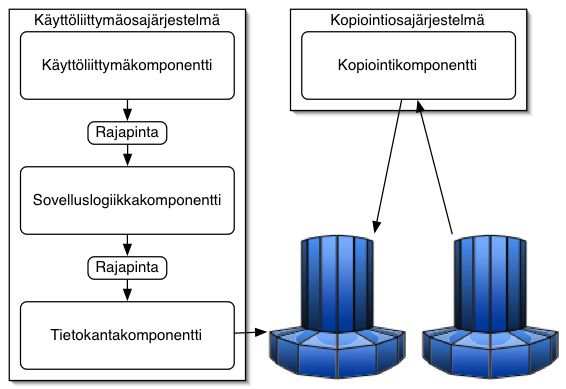 Käyttöliittymäosajärjestelmä
Käyttöliittymäkomponentti
Rajapinta
Sovelluslogiikkakomponentti
Rajapinta
Tietokantakomponentti
Kopiointiosajärjestelmä
Kopiointikomponentti